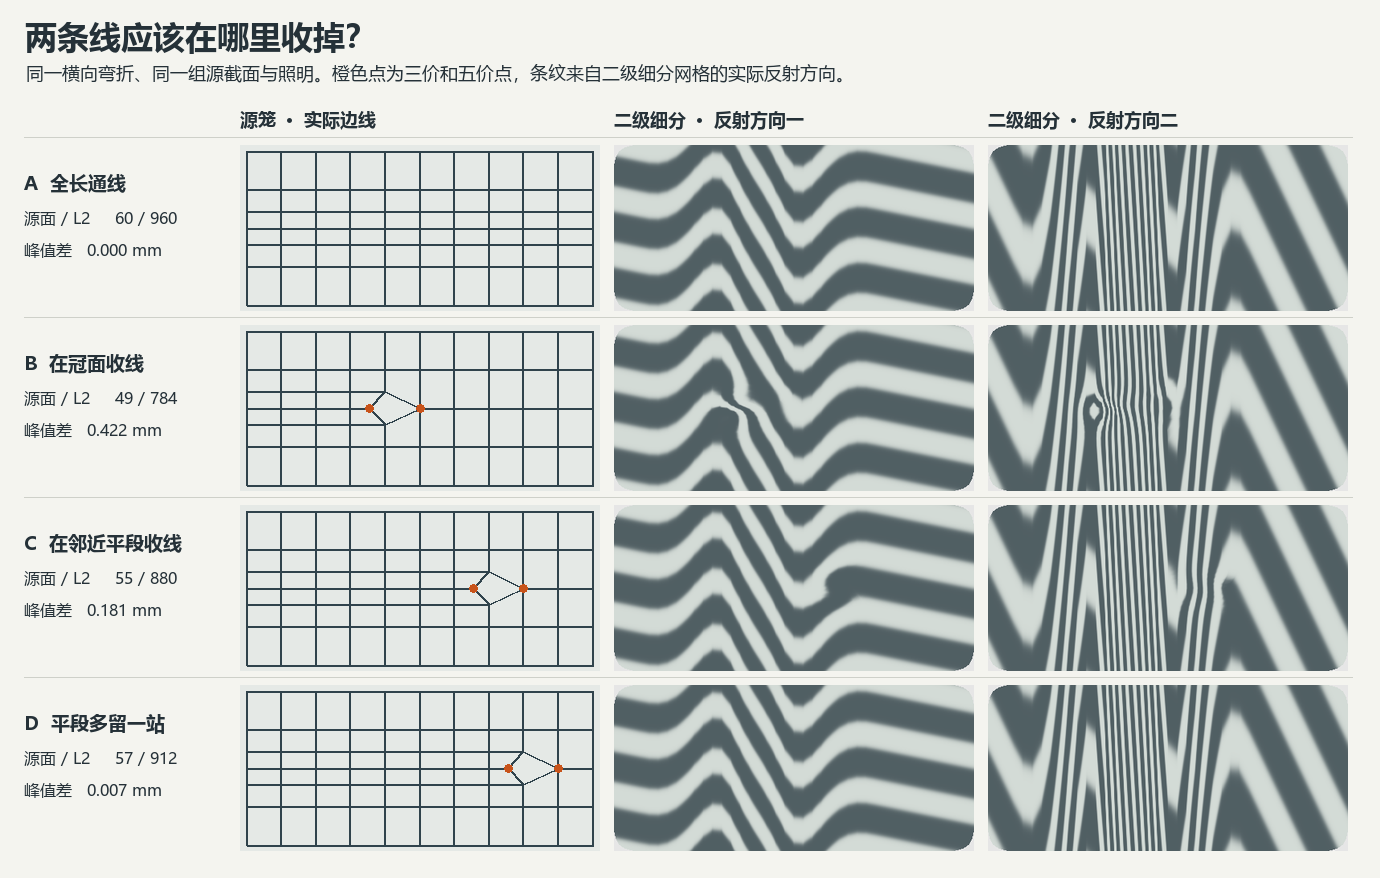 两条线应该在哪里收掉?
同一横向弯折、同一组源截面与照明。橙色点为三价和五价点，条纹来自二级细分网格的实际反射方向。
源笼 • 实际边线
二级细分 • 反射方向一
二级细分 • 反射方向二
A 全长通线
源面 / L2 60 / 960
峰值差 0.000 mm
B 在冠面收线
源面 / L2 49 / 784
峰值差 0.422 mm
C 在邻近平段收线
源面 / L2 55 / 880
峰值差 0.181 mm
D 平段多留一站
源面 / L2 57 / 912
峰值差 0.007 mm